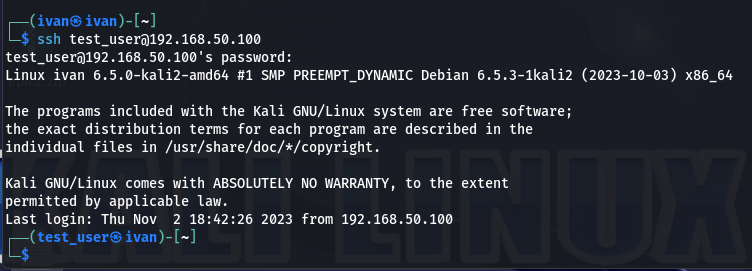 ┌──(ivan㉿ivan)-[~]
└─$ ssh test_user@192.168.50.100
test_user@192.168.50.100's password:
Linux ivan 6.5.0-kali2-amd64 #1 SMP PREEMPT_DYNAMIC Debian 6.5.3-1kali2 (2023-10-03) x86_64
The programs included with the Kali GNU/Linux system are free software;
the exact distribution terms for each program are described in the
individual files in /usr/share/doc/*/copyright.
Kali GNU/Linux comes with ABSOLUTELY NO WARRANTY, to the extent
permitted by applicable law.
Last login: Thu Nov  2 18:42:26 2023 from 192.168.50.100
┌──(test_user㉿ivan)-[~]
└─$
KALI LINUX